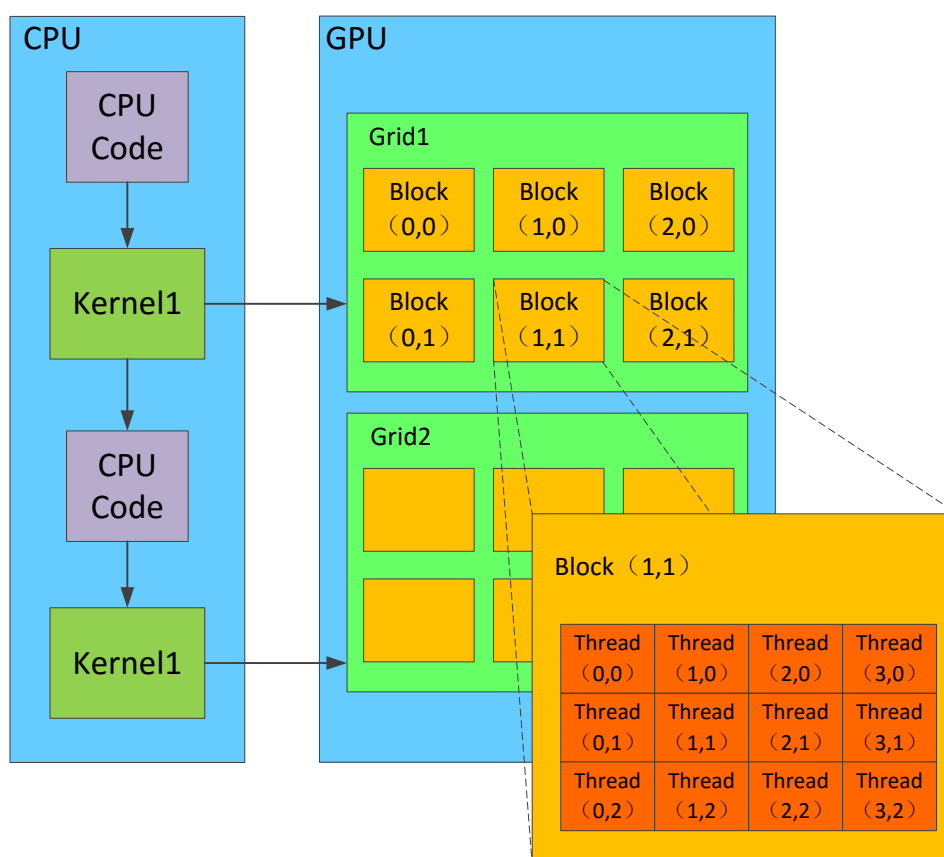 CPU
CPU
Code
Kernel1
CPU
Code
Kernel1
GPU
Grid1
Block
（0,0）
Block
（1,0）
Block
（2,0）
Block
（0,1）
Block
（1,1）
Block
（2,1）
Grid2
Block（1,1）
Thread
（0,0）
Thread
（1,0）
Thread
（2,0）
Thread
（3,0）
Thread
（0,1）
Thread
（1,1）
Thread
（2,1）
Thread
（3,1）
Thread
（0,2）
Thread
（1,2）
Thread
（2,2）
Thread
（3,2）